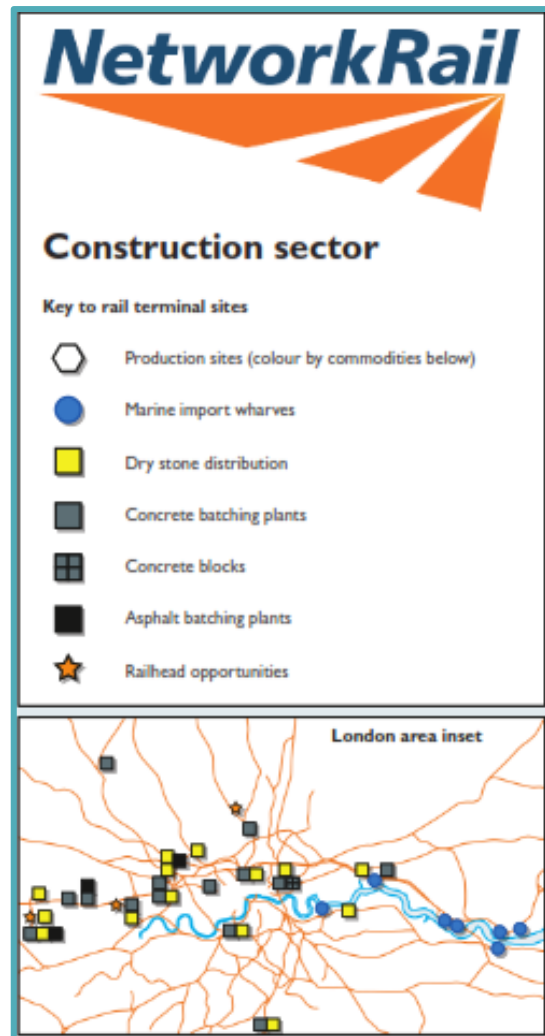 NetworkRail
Construction sector
Key to rail terminal sites
Production sites (colour by commodities below)
Marine import wharves
Dry stone distribution
Concrete batching plants
Concrete blocks
Asphalt batching plants
Railhead opportunities
London area inset